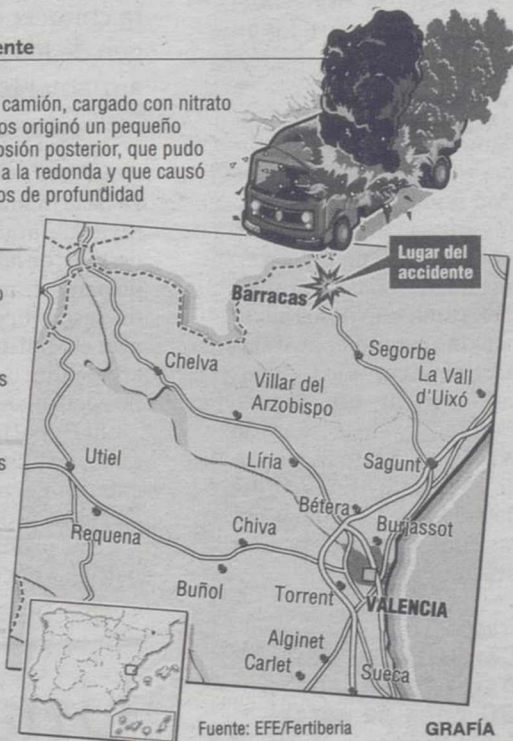 ente
camión, cargado con nitrato
os originó un pequeño
osión posterior, que pudo
a la redonda y que causó
os de profundidad
o
s
s
Lugar del
accidente
Barracas
Segorbe
La Vall
d'Uixó
Chelva
Villar del
Arzobispo
Utiel
Líria
Sagunt
Bétera
Burjassot
Requena
Chiva
Buñol
Torrent
VALENCIA
Alginet
Carlet
Sueca
Fuente: EFE/Fertiberia
GRAFÍA